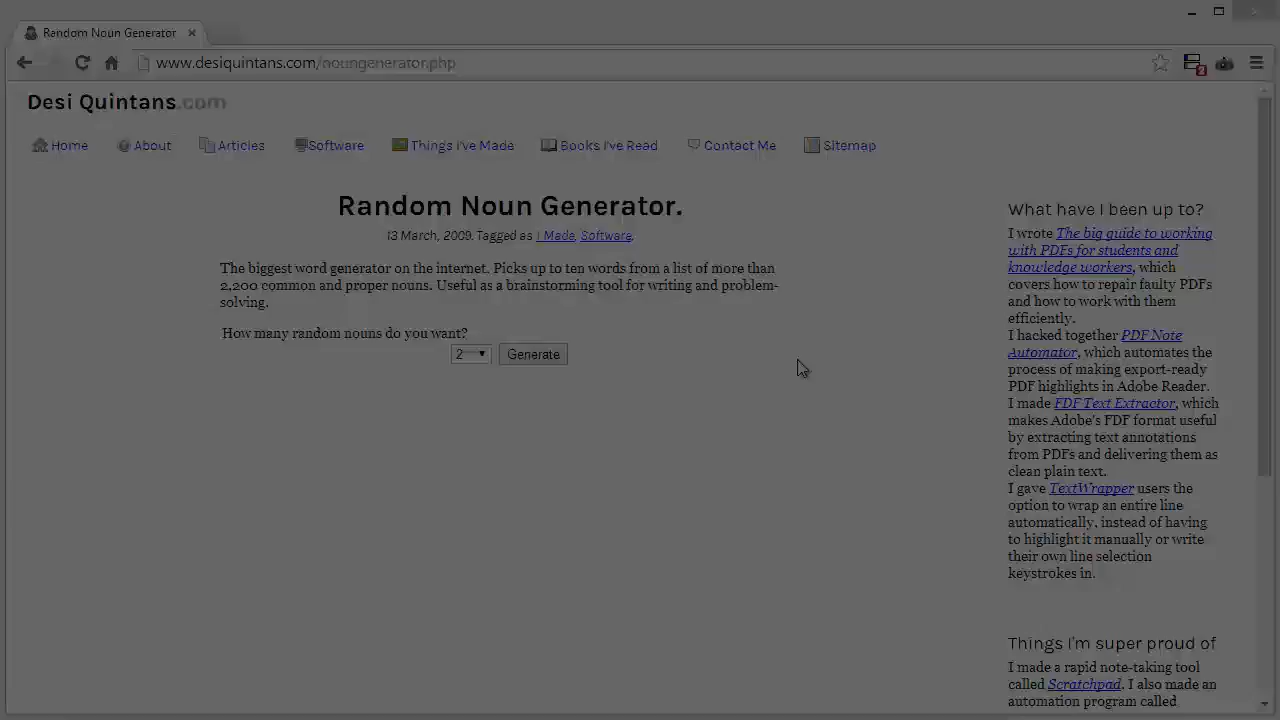 Random Noun Generator
www.desiquintans.com/noungenerator.php
2
Desi Quintans.com
Home
About
Articles
Software
Things I've Made
Books I've Read
Contact Me
Sitemap
Random Noun Generator.
13 March, 2009. Tagged as I Made, Software.
The biggest word generator on the internet. Picks up to ten words from a list of more than
2,200 common and proper nouns. Useful as a brainstorming tool for writing and problem-
solving.
How many random nouns do you want?
2
Generate
What have I been up to?
I wrote The big guide to working
with PDFs for students and
knowledge workers, which
covers how to repair faulty PDFs
and how to work with them
efficiently.
I hacked together PDF Note
Automator, which automates the
process of making export-ready
PDF highlights in Adobe Reader.
I made FDF Text Extractor, which
makes Adobe's FDF format useful
by extracting text annotations
from PDFs and delivering them as
clean plain text.
I gave TextWrapper users the
option to wrap an entire line
automatically, instead of having
to highlight it manually or write
their own line selection
keystrokes in.
Things I'm super proud of
I made a rapid note-taking tool
called Scratchpad. I also made an
automation program called